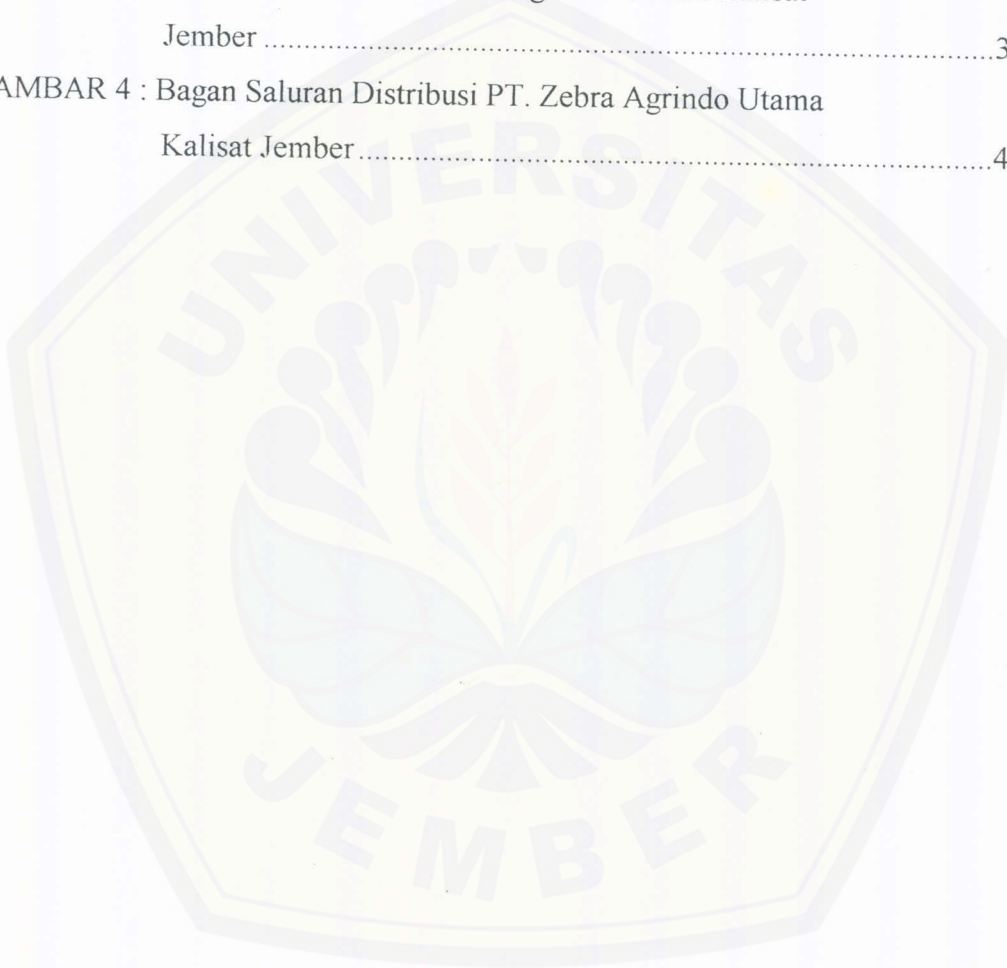 Jember ........................................................................................3
AMBAR 4 : Bagan Saluran Distribusi PT. Zebra Agrindo Utama
Kalisat Jember ..............................................................................4
UNIVERSITAS
JEMBER